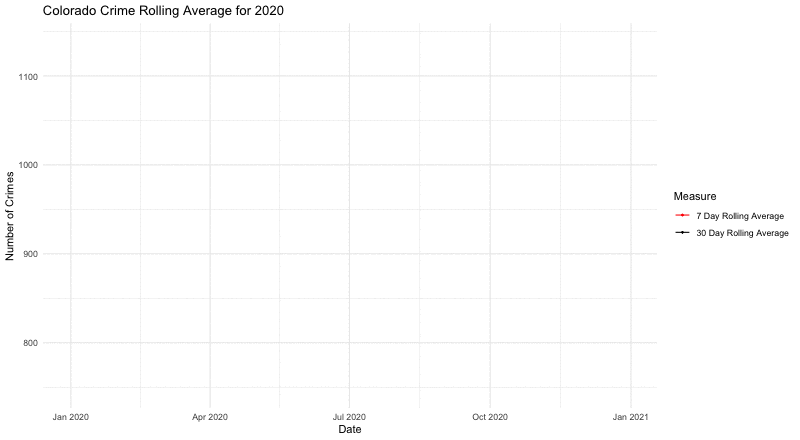 Colorado Crime Rolling Average for 2020
1100
1000
900
800
Number of Crimes
Jan 2020
Apr 2020
Jul 2020
Oct 2020
Jan 2021
Date
Measure
7 Day Rolling Average
30 Day Rolling Average